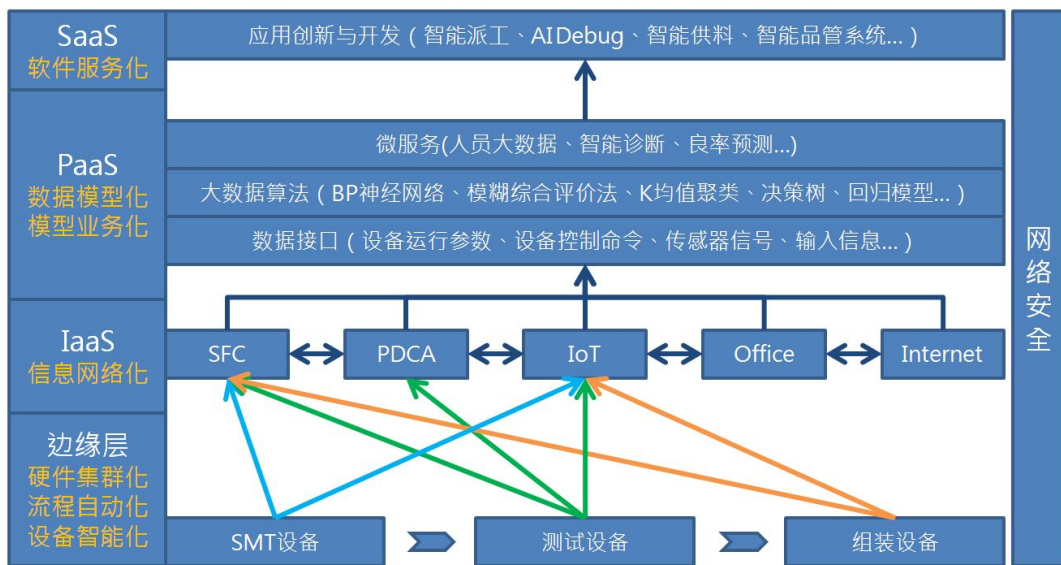 SaaS
软件服务化
应用创新与开发（智能派工、AIDebug、智能供料、智能品管系统...）
PaaS
数据模型化
模型业务化
微服务(人员大数据、智能诊断、良率预测...)
大数据算法（BP神经网络、模糊综合评价法、K均值聚类、决策树、回归模型...）
数据接口（设备运行参数、设备控制命令、传感器信号、输入信息...）
IaaS
信息网络化
SFC
PDCA
IoT
Office
Internet
边缘层
硬件集群化
流程自动化
设备智能化
SMT设备
测试设备
组装设备
网络安全